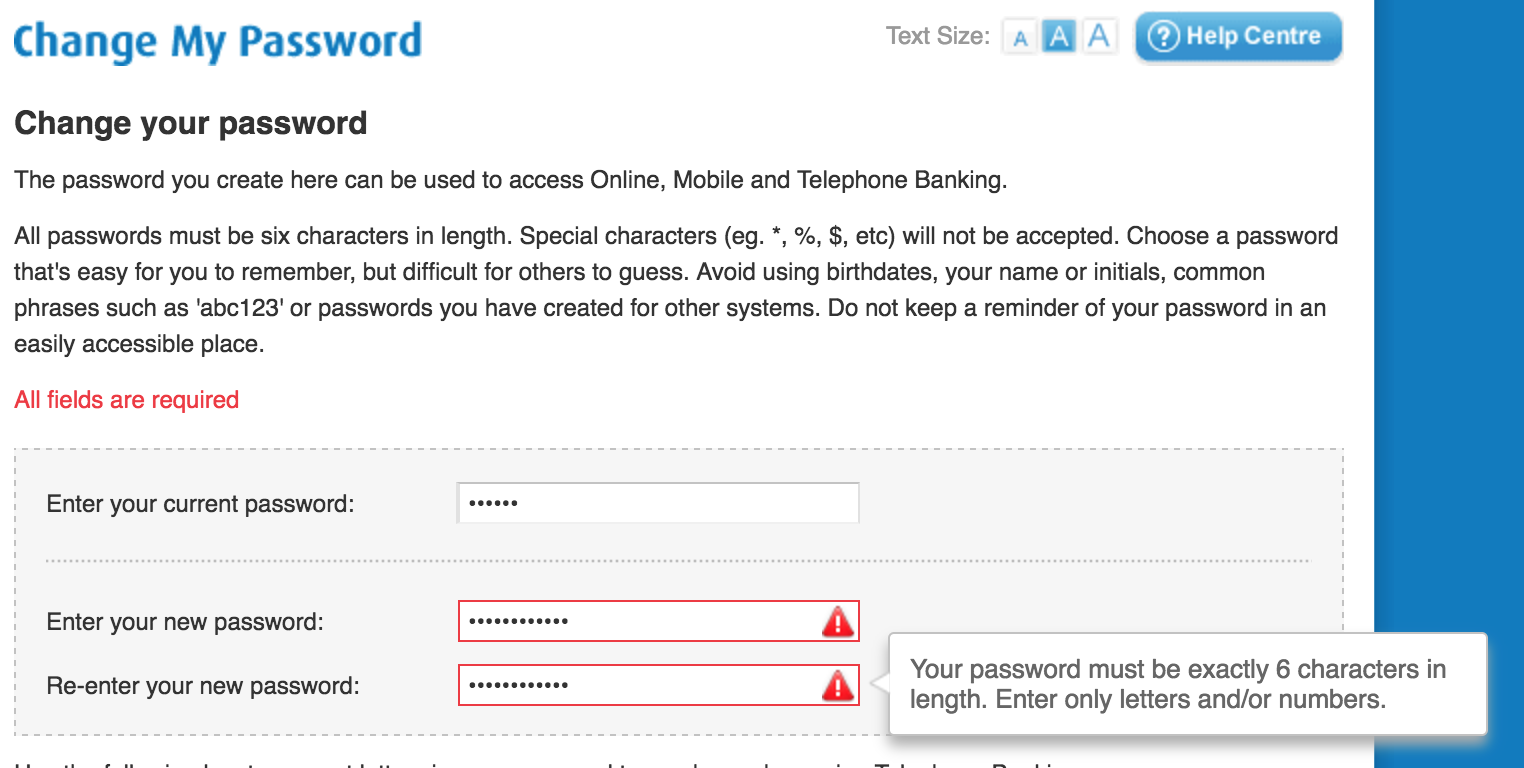 Change My Password
Text Size: A A A ? Help Centre
Change your password
The password you create here can be used to access Online, Mobile and Telephone Banking.
All passwords must be six characters in length. Special characters (eg. *, %, $, etc) will not be accepted. Choose a password
that's easy for you to remember, but difficult for others to guess. Avoid using birthdates, your name or initials, common
phrases such as 'abc123' or passwords you have created for other systems. Do not keep a reminder of your password in an
easily accessible place.
All fields are required
Enter your current password: ••••••
Enter your new password: ••••••••••••
Re-enter your new password: ••••••••••••
Your password must be exactly 6 characters in
length. Enter only letters and/or numbers.